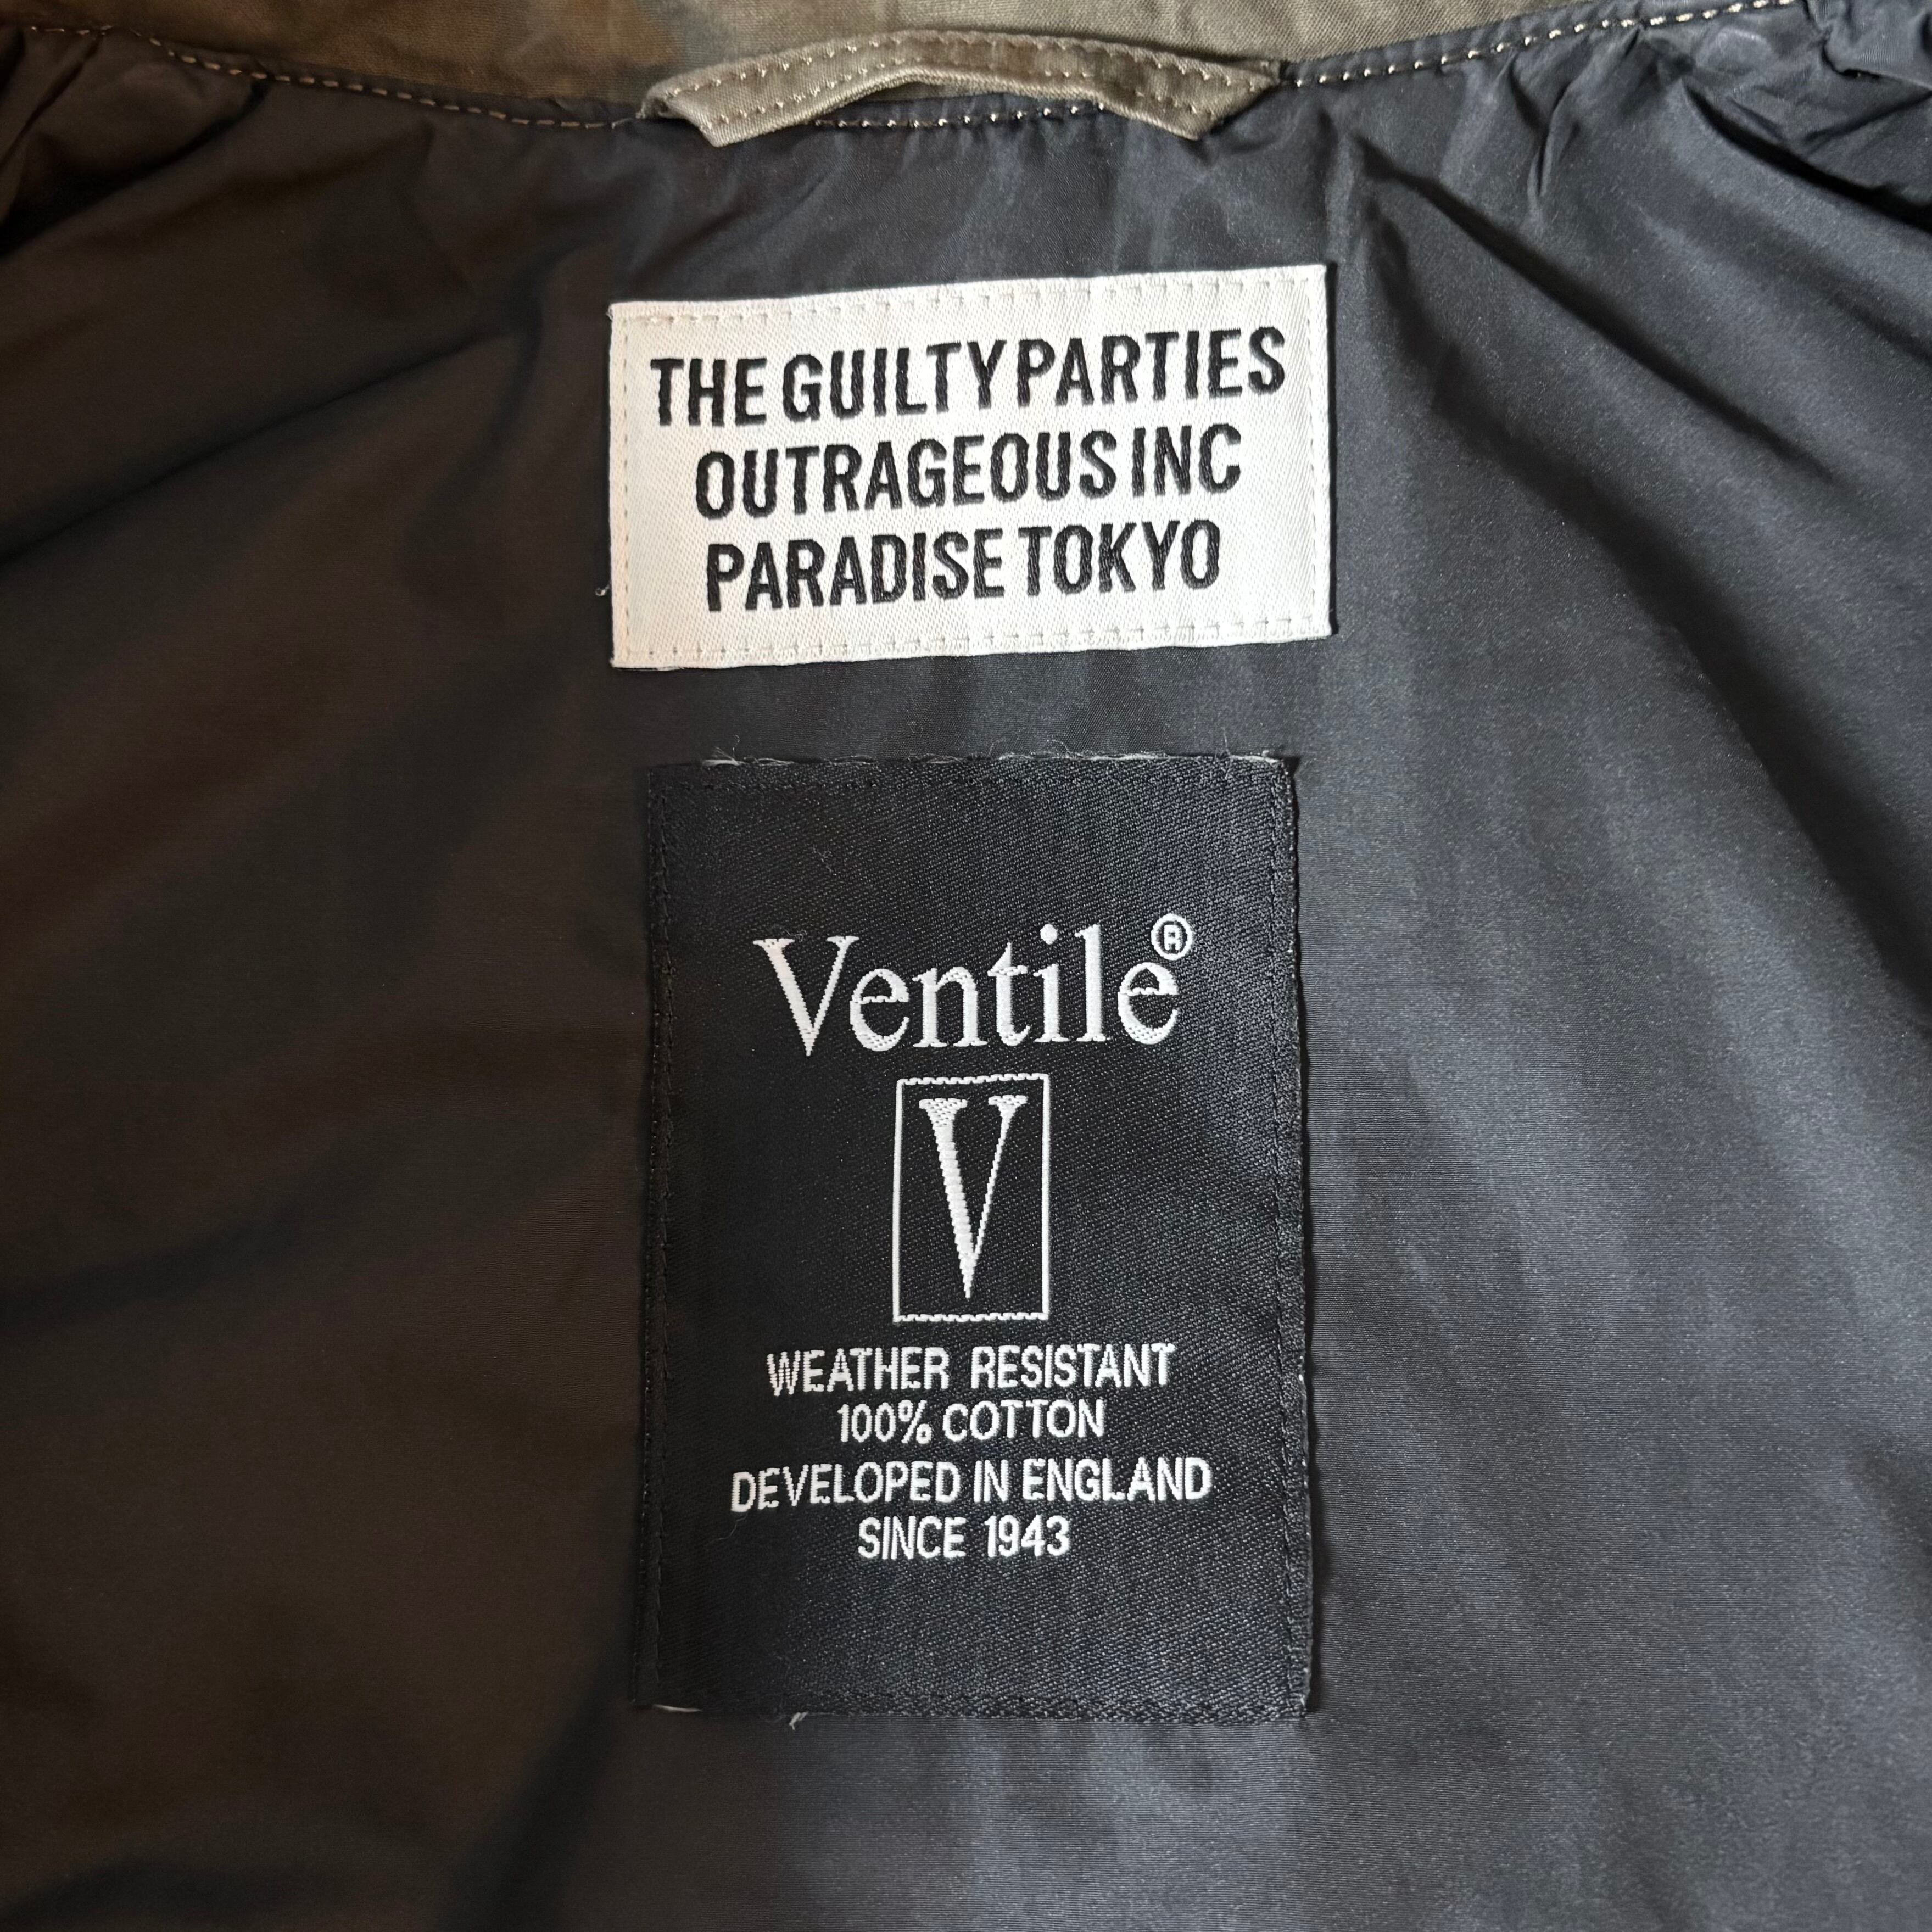 THE GUILTY PARTIES
OUTRAGEOUS INC
PARADISE TOKYO
Ventile®
V
WEATHER RESISTANT
100% COTTON
DEVELOPED IN ENGLAND
SINCE 1943